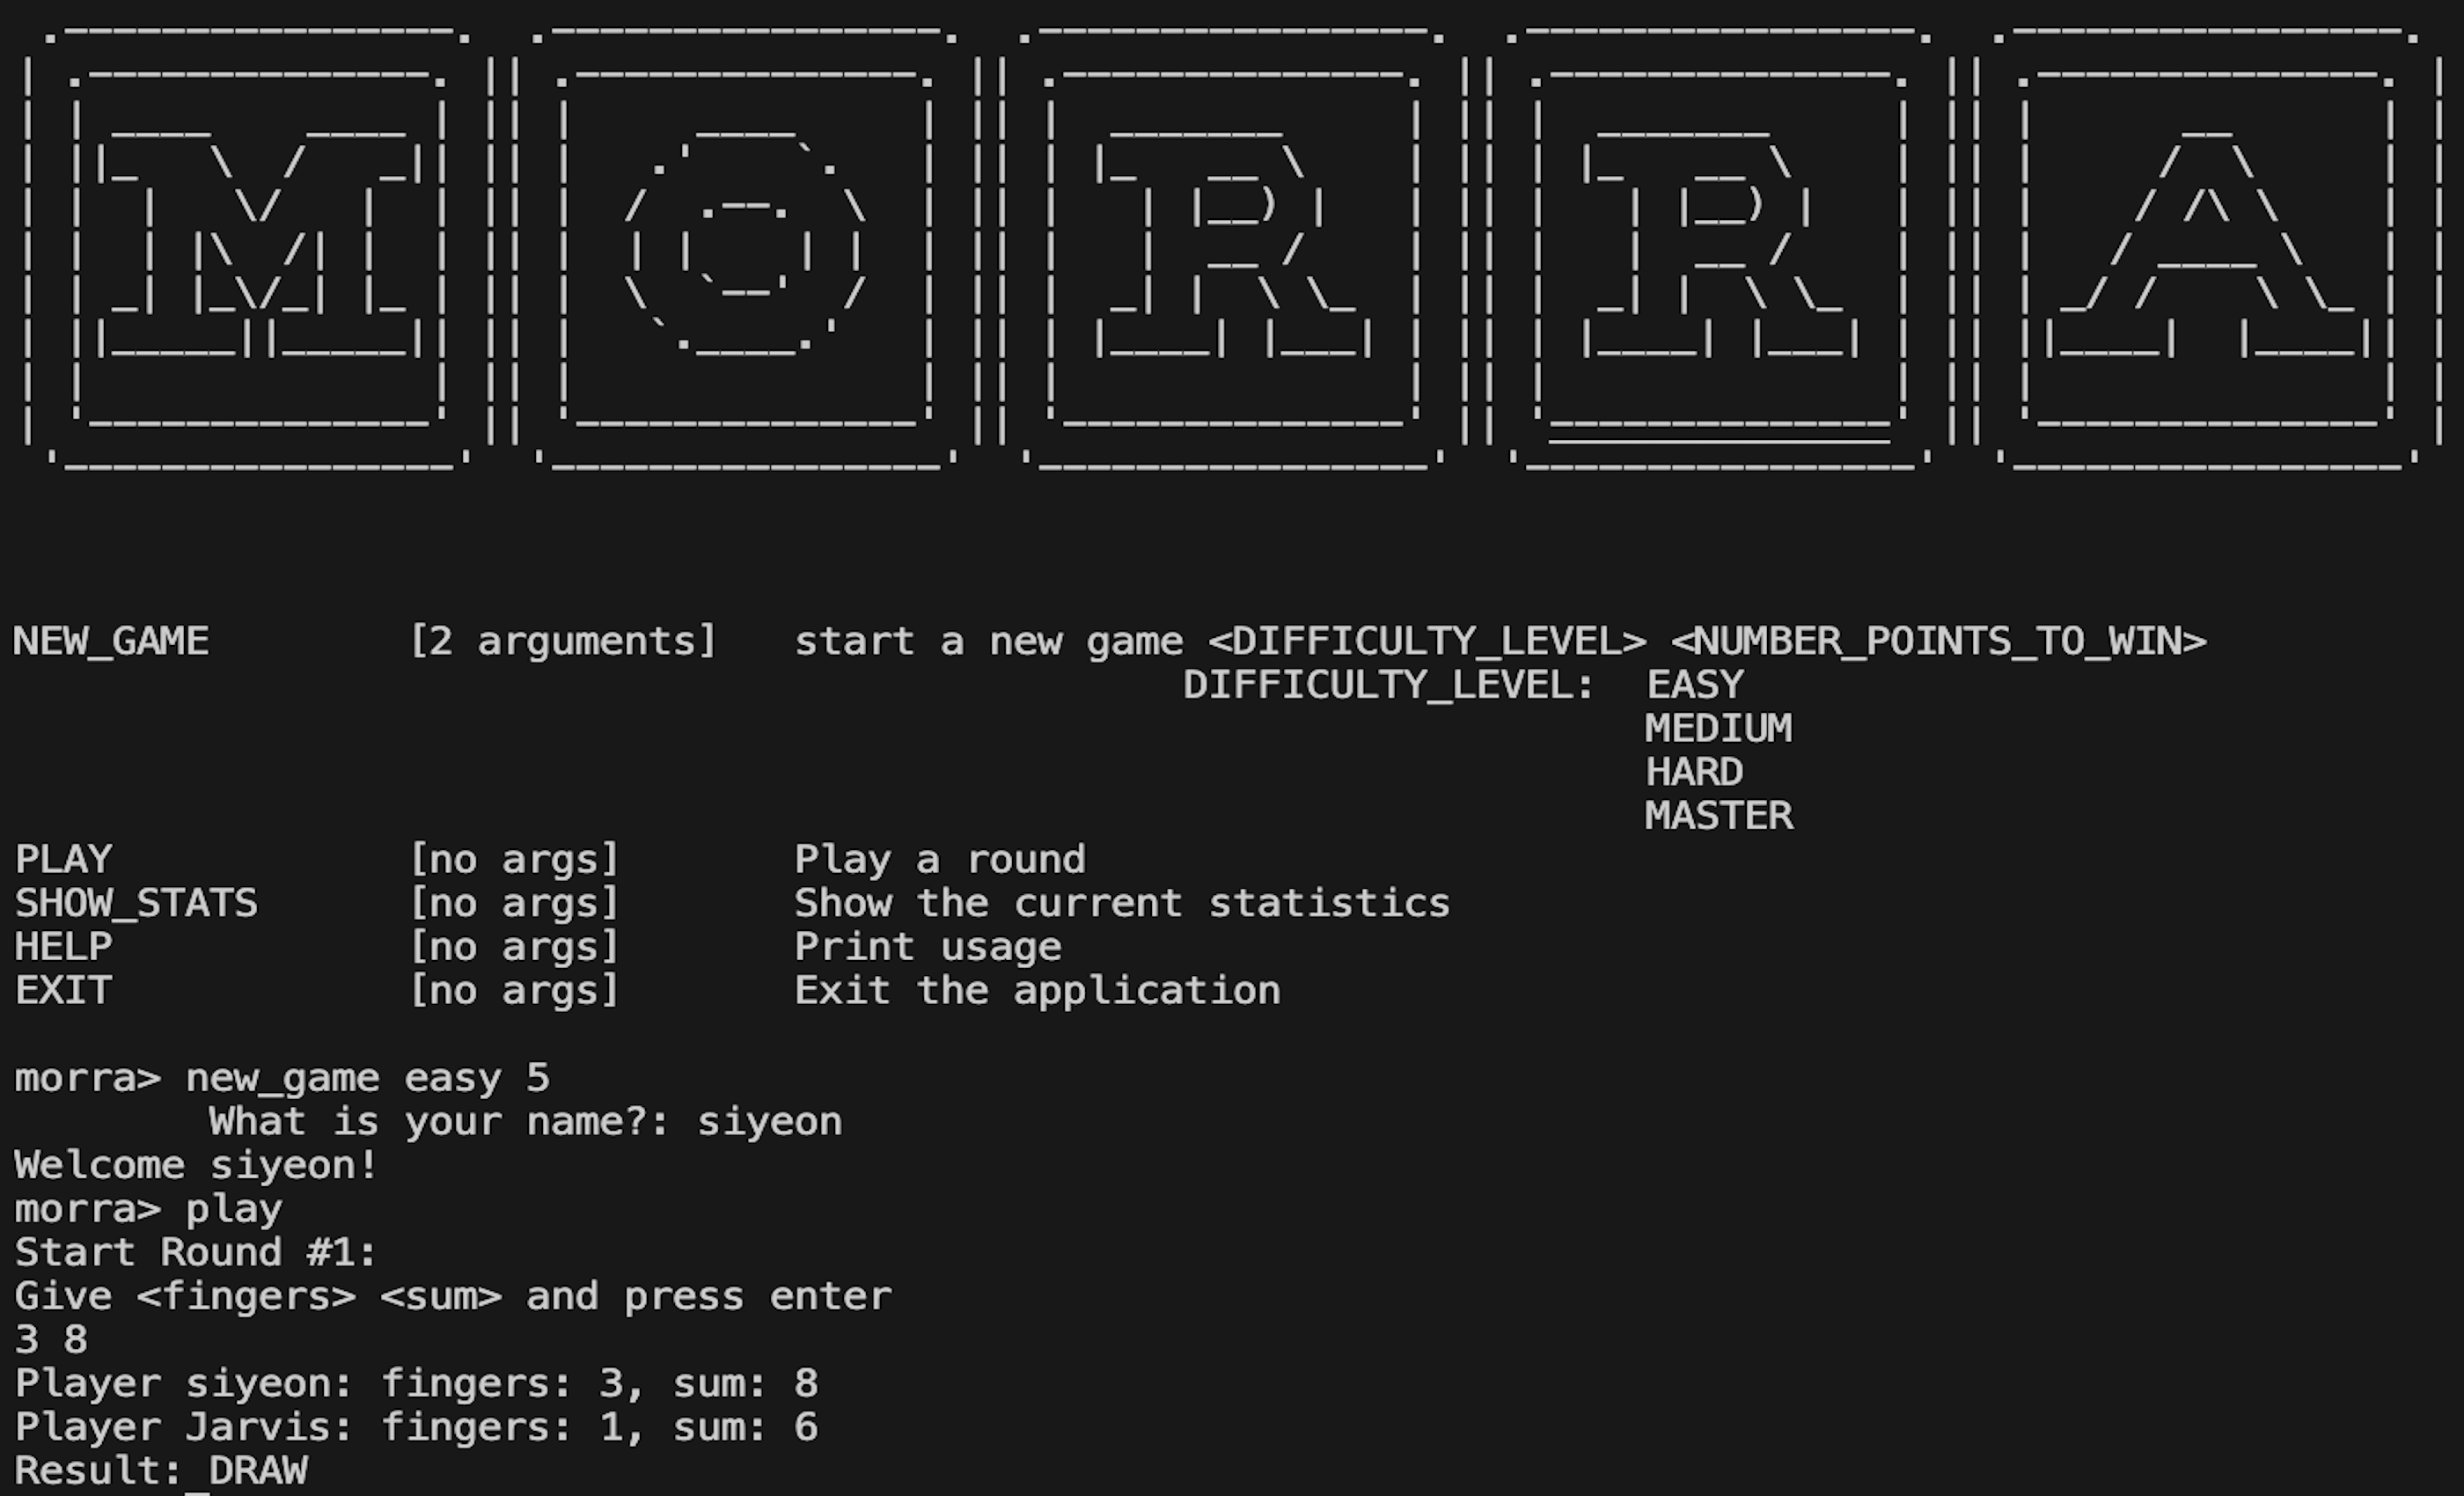 MORRA
NEW_GAME [2 arguments] start a new game <DIFFICULTY_LEVEL> <NUMBER_POINTS_TO_WIN>
DIFFICULTY_LEVEL: EASY
MEDIUM
HARD
MASTER
PLAY [no args] Play a round
SHOW_STATS [no args] Show the current statistics
HELP [no args] Print usage
EXIT [no args] Exit the application
morra> new_game easy 5
What is your name?: siyeon
Welcome siyeon!
morra> play
Start Round #1:
Give <fingers> <sum> and press enter
3 8
Player siyeon: fingers: 3, sum: 8
Player Jarvis: fingers: 1, sum: 6
Result: DRAW